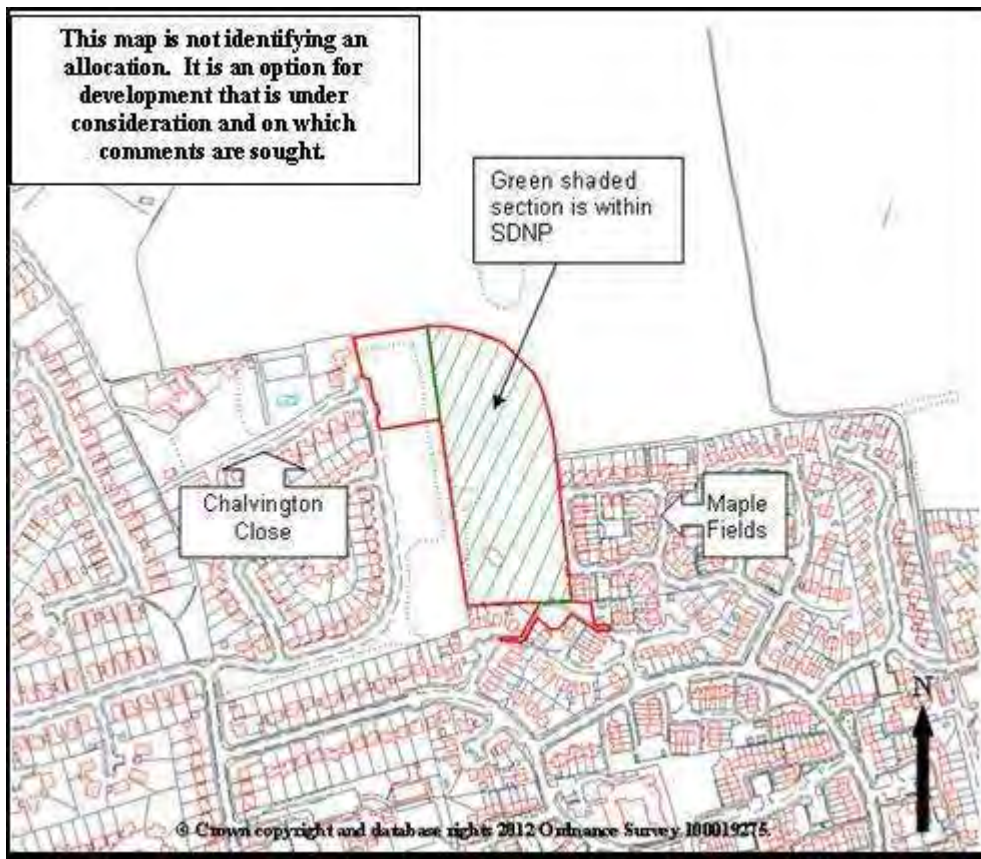 This map is not identifying an
allocation. It is an option for
development that is under
consideration and on which
comments are sought.
Green shaded
section is within
SDNP
Chalvington
Close
Maple
Fields
N
© Crown copyright and database rights 2012 Ordnance Survey 100019275.